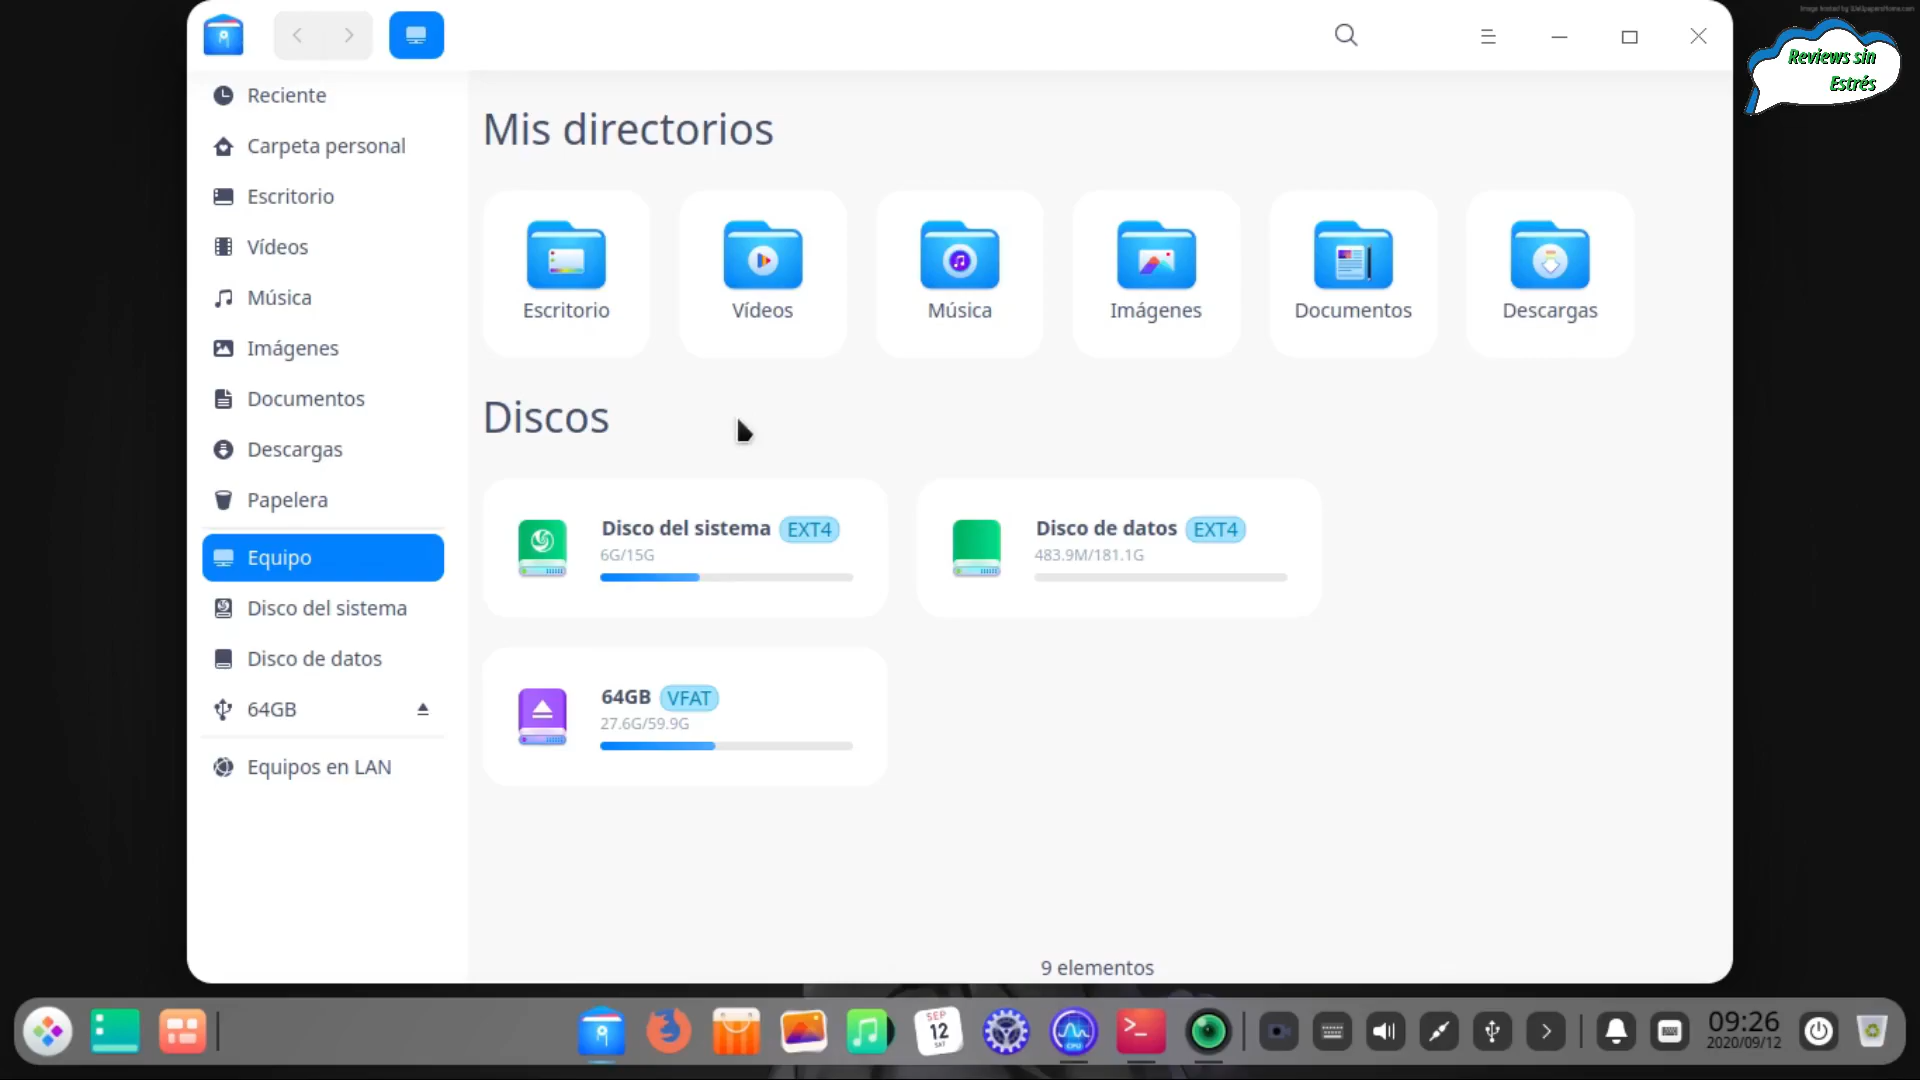 Reviews sin
Estrés
Reciente
Carpeta personal
Escritorio
Vídeos
Música
Imágenes
Documentos
Descargas
Papelera
Equipo
Disco del sistema
Disco de datos
64GB
Equipos en LAN
Mis directorios
Escritorio
Vídeos
Música
Imágenes
Documentos
Descargas
Discos
Disco del sistema EXT4
6G/15G
Disco de datos EXT4
483.9M/181.1G
64GB VFAT
27.6G/59.9G
9 elementos
SEP
12
SAT
CPU
09:26
2020/09/12